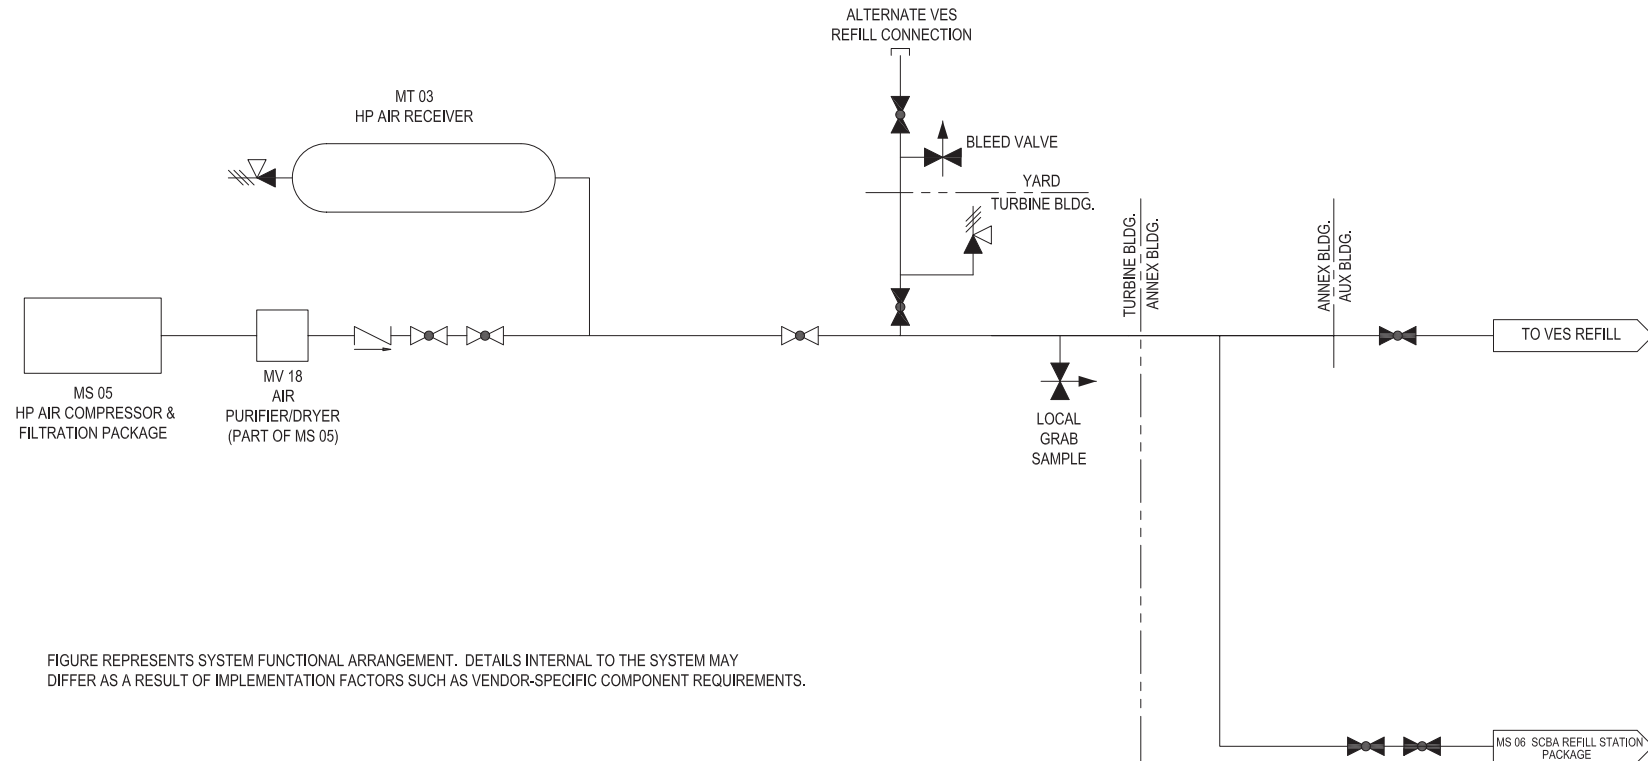 ALTERNATE VES
REFILL CONNECTION
MT 03
HP AIR RECEIVER
BLEED VALVE
YARD
TURBINE BLDG.
TURBINE BLDG.
ANNEX BLDG.
ANNEX BLDG.
AUX BLDG.
TO VES REFILL
MS 05
HP AIR COMPRESSOR &
FILTRATION PACKAGE
MV 18
AIR
PURIFIER/DRYER
(PART OF MS 05)
LOCAL
GRAB
SAMPLE
FIGURE REPRESENTS SYSTEM FUNCTIONAL ARRANGEMENT. DETAILS INTERNAL TO THE SYSTEM MAY
DIFFER AS A RESULT OF IMPLEMENTATION FACTORS SUCH AS VENDOR-SPECIFIC COMPONENT REQUIREMENTS.
MS 06 SCBA REFILL STATION
PACKAGE